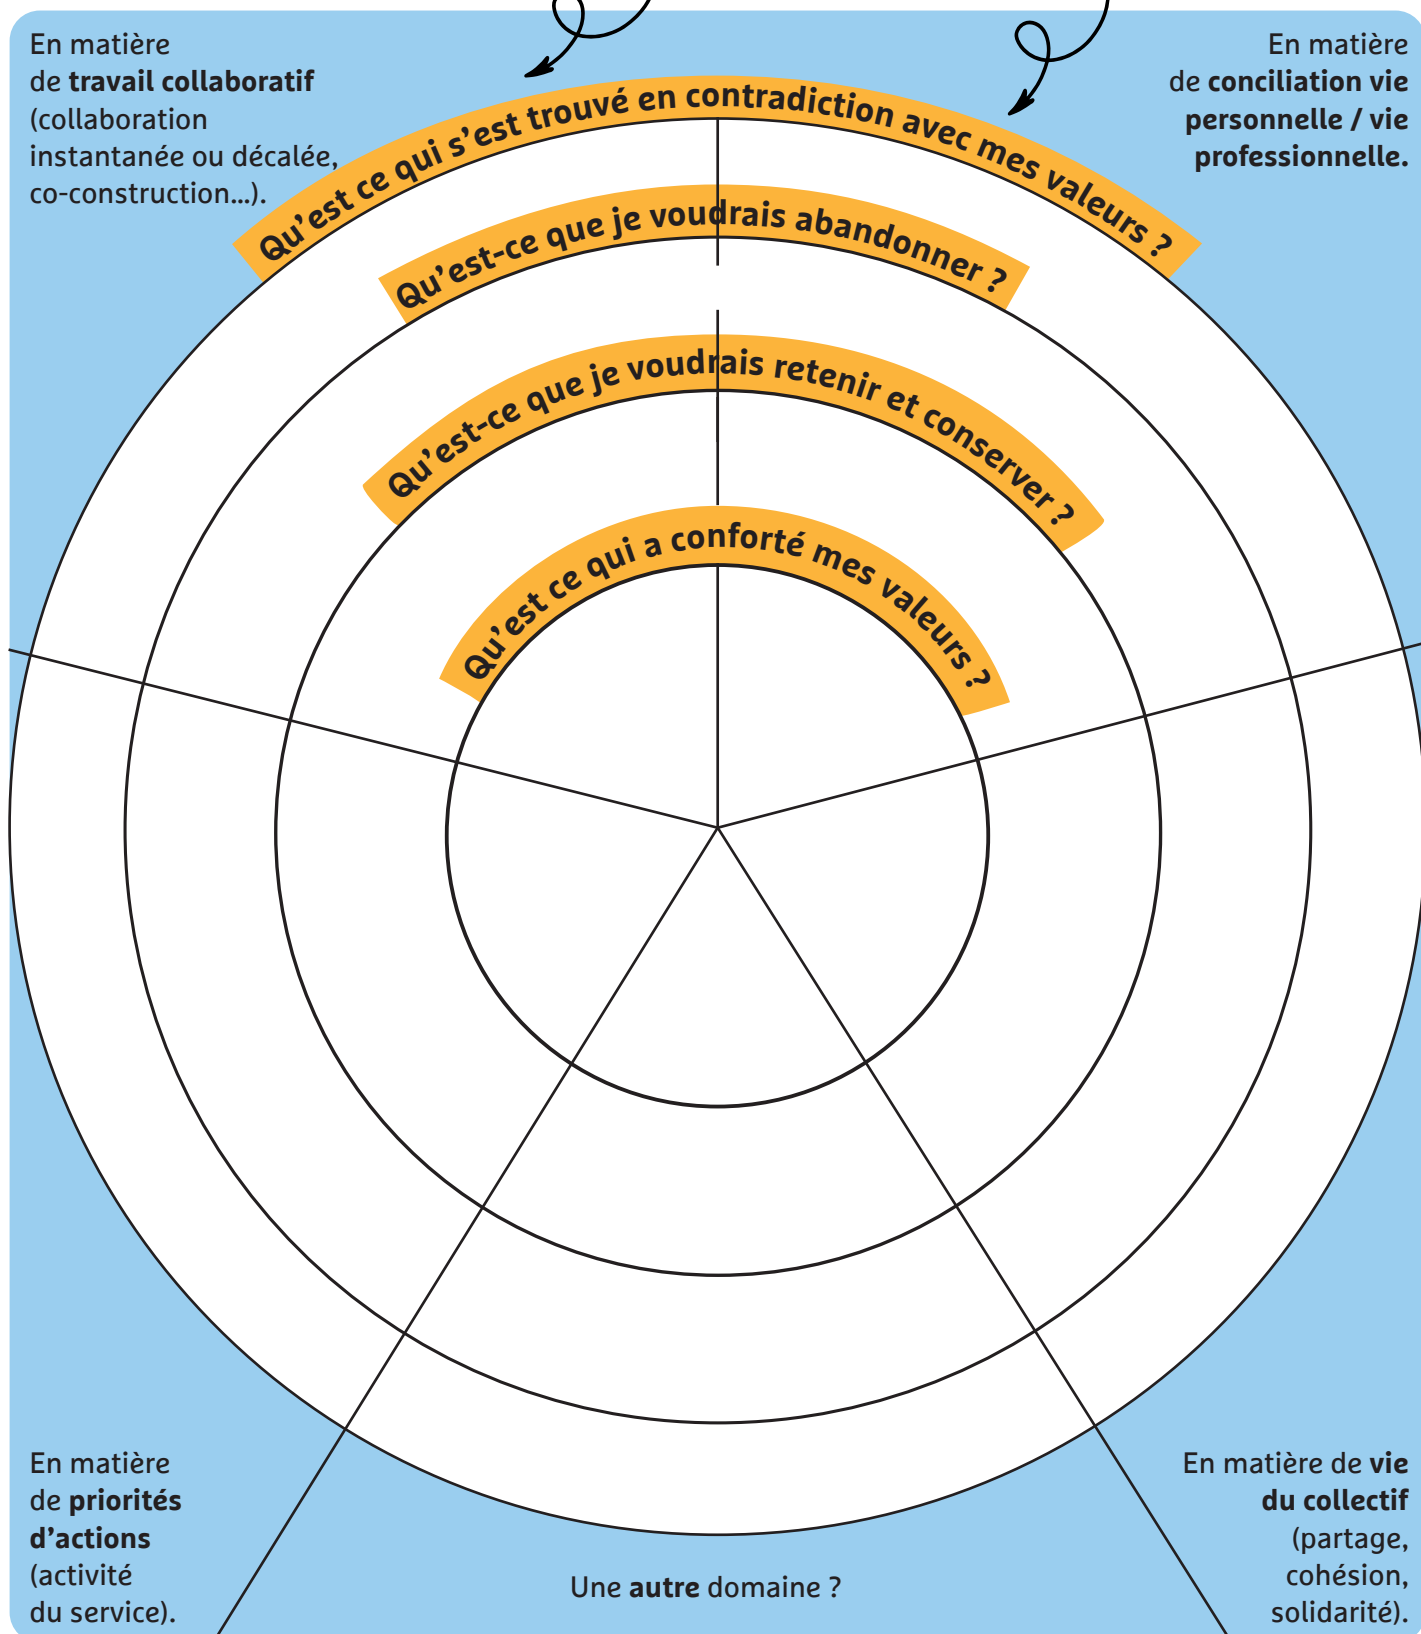 En matière
de travail collaboratif
(collaboration
instantanée ou décalée,
co-construction...).
En matière
de conciliation vie
personnelle / vie
professionnelle.
Qu'est ce qui s'est trouvé en contradiction avec mes valeurs ?
Qu'est-ce que je voudrais abandonner ?
Qu'est-ce que je voudrais retenir et conserver ?
Qu'est ce qui a conforté mes valeurs ?
En matière
de priorités
d'actions
(activité
du service).
Une autre domaine ?
En matière de vie
du collectif
(partage,
cohésion,
solidarité).